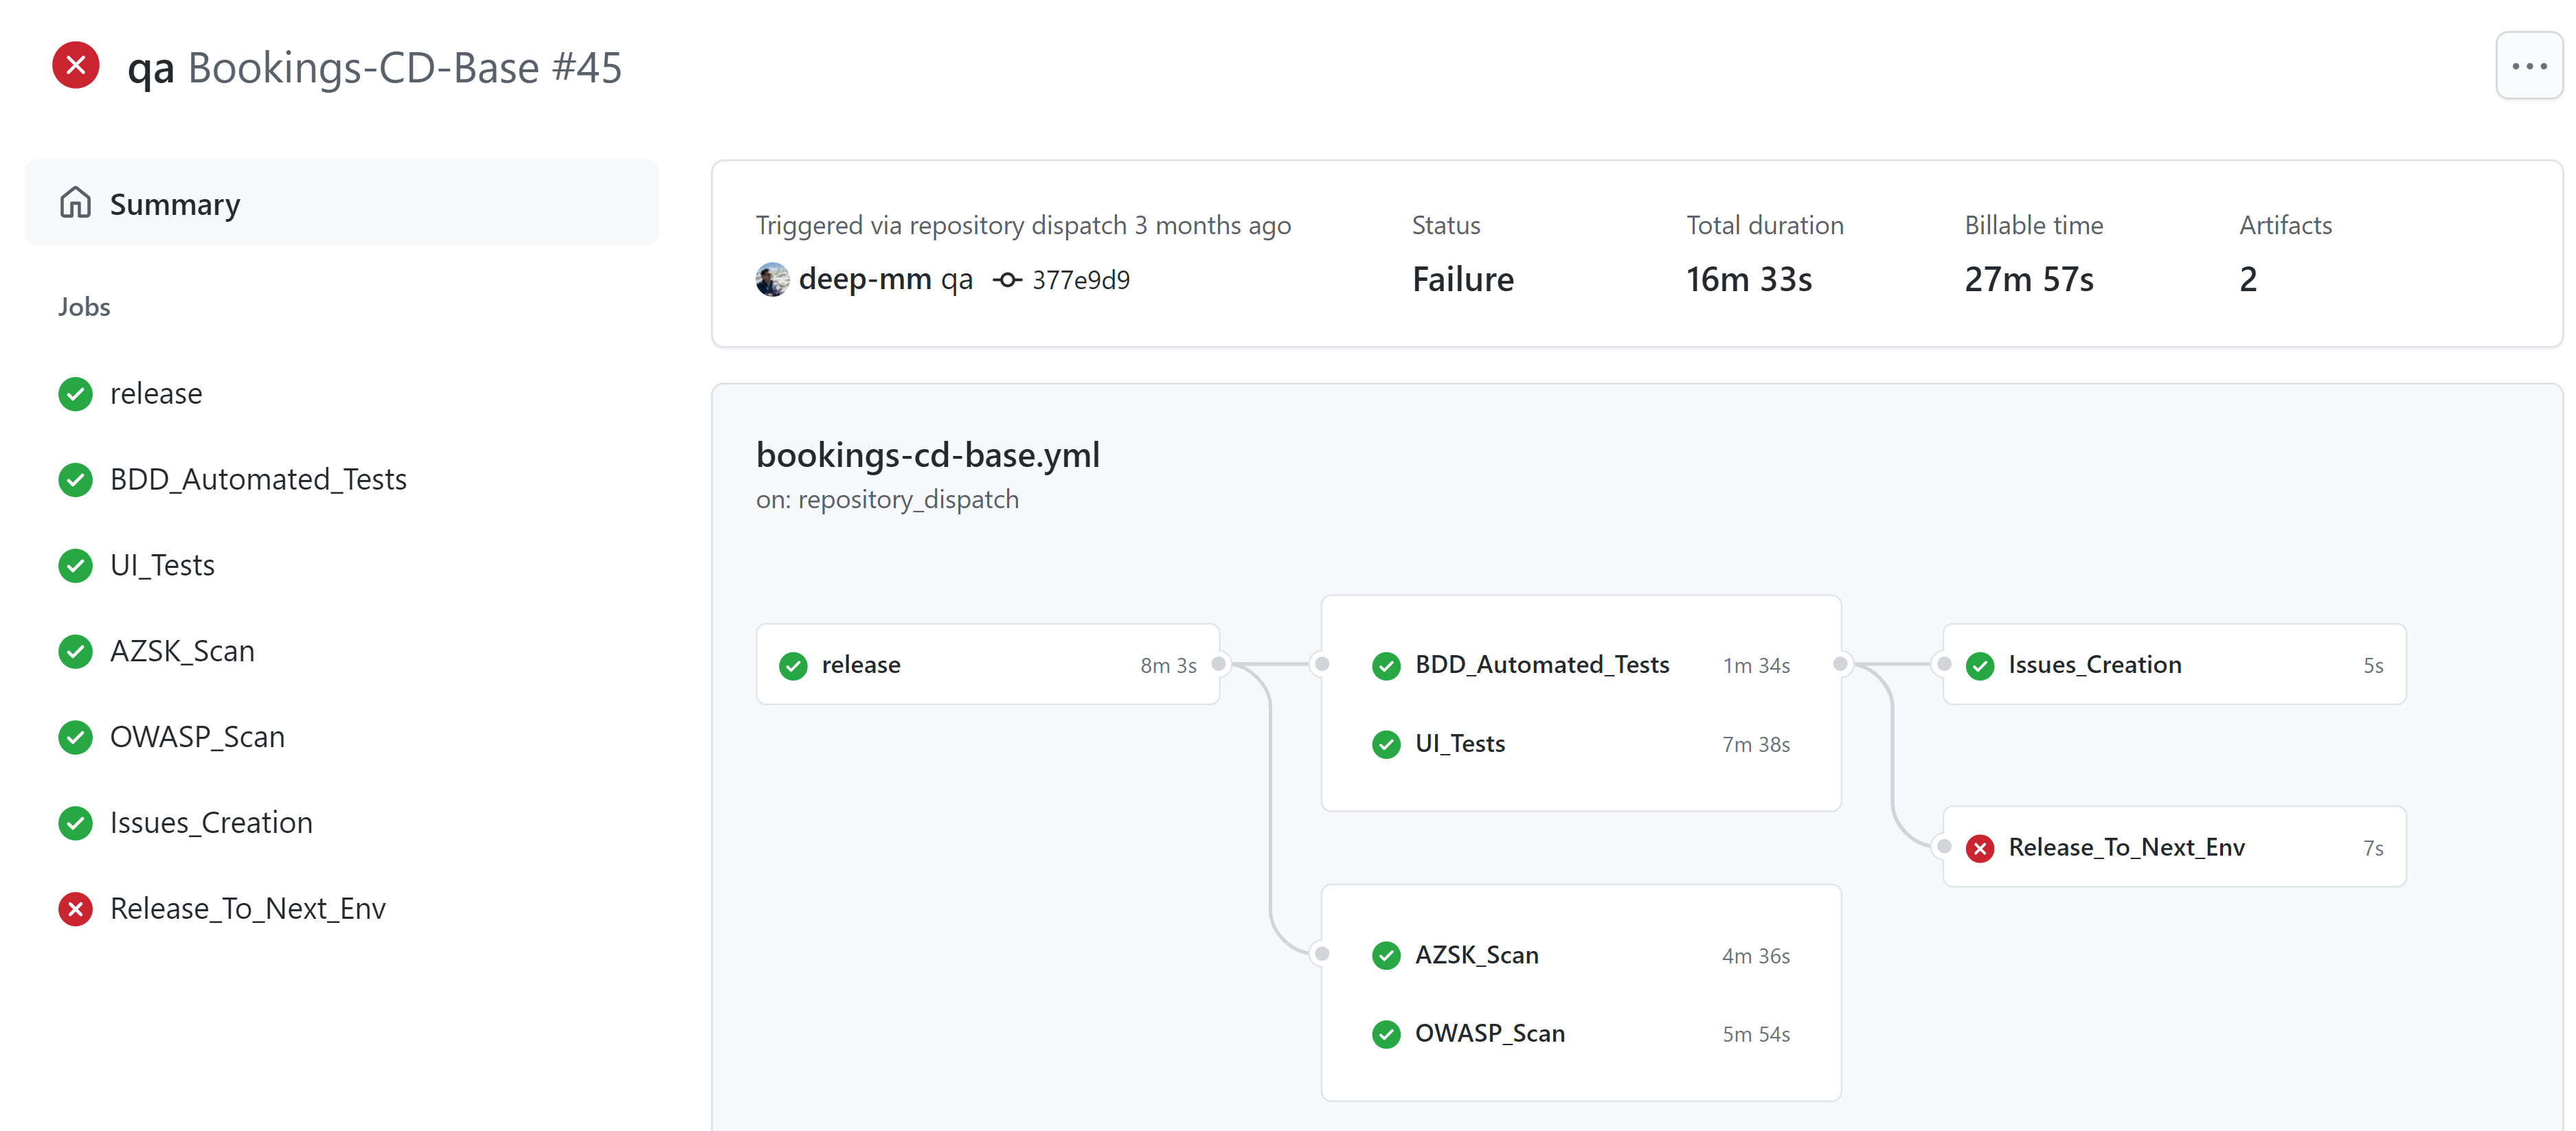 qa Bookings-CD-Base #45
Summary
Jobs
release
BDD_Automated_Tests
UI_Tests
AZSK_Scan
OWASP_Scan
Issues_Creation
Release_To_Next_Env
Triggered via repository dispatch 3 months ago
deep-mm qa 377e9d9
Status
Failure
Total duration
16m 33s
Billable time
27m 57s
Artifacts
2
bookings-cd-base.yml
on: repository_dispatch
release 8m 3s
BDD_Automated_Tests 1m 34s
UI_Tests 7m 38s
AZSK_Scan 4m 36s
OWASP_Scan 5m 54s
Issues_Creation 5s
Release_To_Next_Env 7s